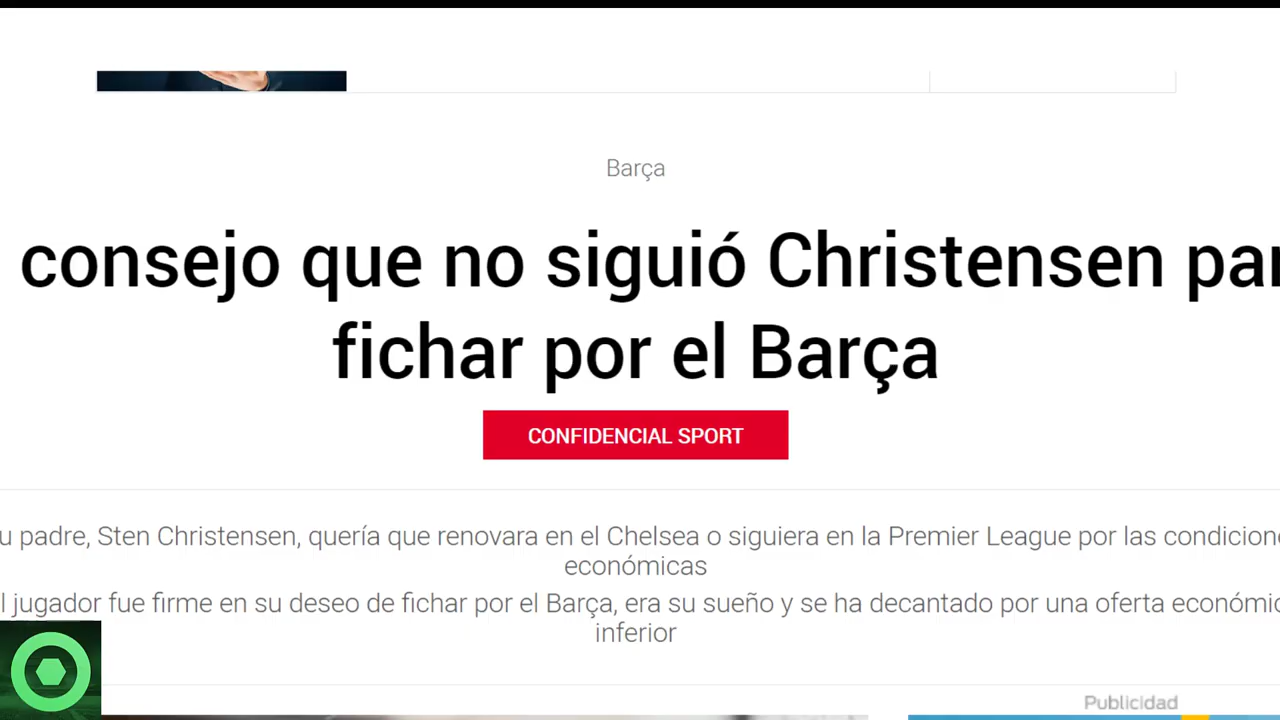 Barça
consejo que no siguió Christensen par
fichar por el Barça
CONFIDENCIAL SPORT
u padre, Sten Christensen, quería que renovara en el Chelsea o siguiera en la Premier League por las condicione
económicas
l jugador fue firme en su deseo de fichar por el Barça, era su sueño y se ha decantado por una oferta económic
inferior
Publicidad